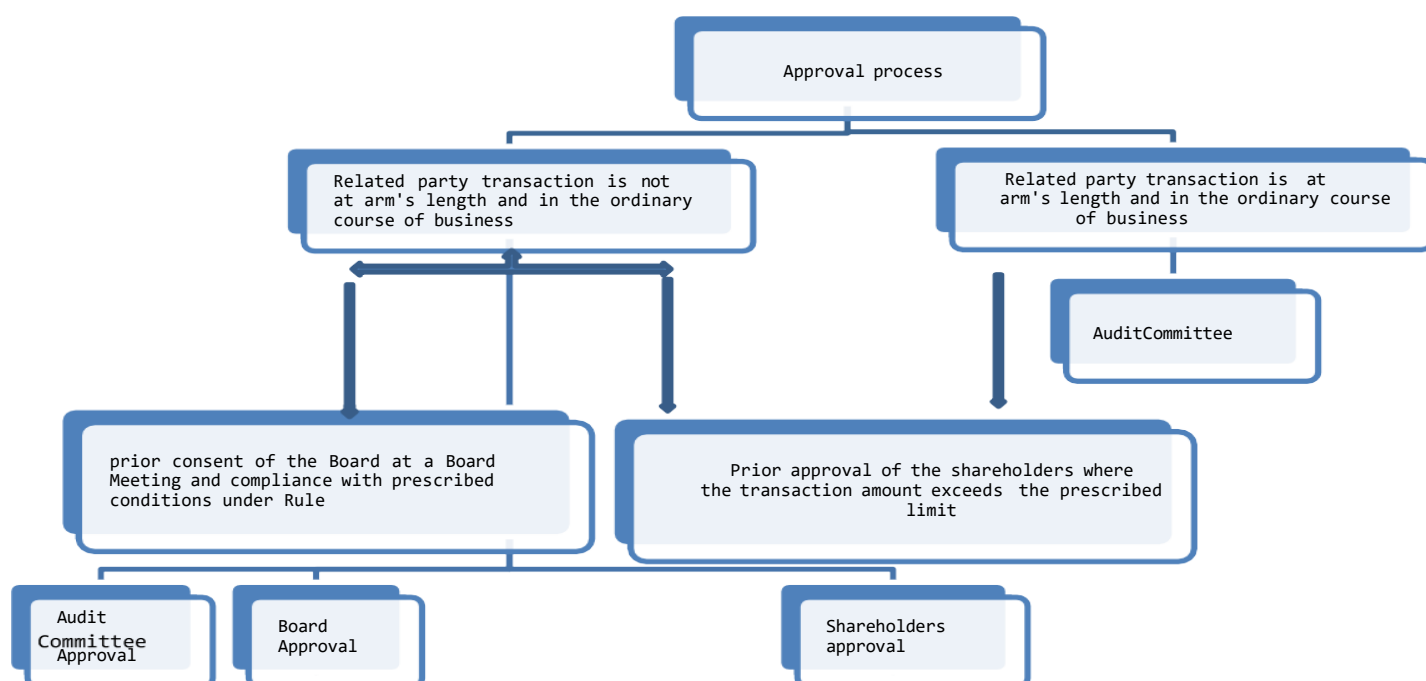 Approval process
Related party transaction is not
at arm's length and in the ordinary
course of business
Related party transaction is at
arm's length and in the ordinary course
of business
AuditCommittee
prior consent of the Board at a Board
Meeting and compliance with prescribed
conditions under Rule
Prior approval of the shareholders where
the transaction amount exceeds the prescribed
limit
Audit
Committee
Approval
Board
Approval
Shareholders
approval